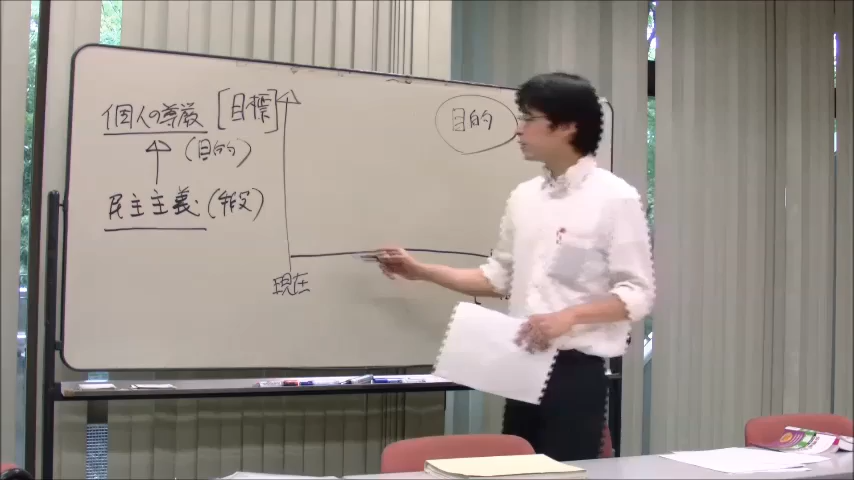 個人の尊厳 [目標]
(目的)
民主主義 (手段)
目的
現在